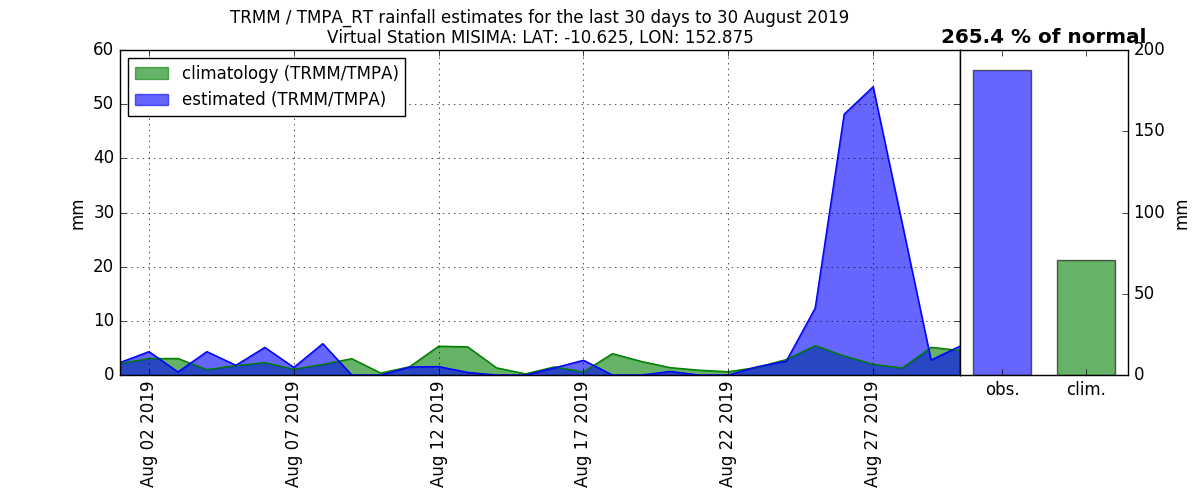 TRMM / TMPA_RT rainfall estimates for the last 30 days to 30 August 2019
Virtual Station MISIMA: LAT: -10.625, LON: 152.875
265.4 % of normal
climatology (TRMM/TMPA)
estimated (TRMM/TMPA)
60
50
40
30
20
10
0
mm
Aug 02 2019
Aug 07 2019
Aug 12 2019
Aug 17 2019
Aug 22 2019
Aug 27 2019
200
150
100
50
0
mm
obs.
clim.